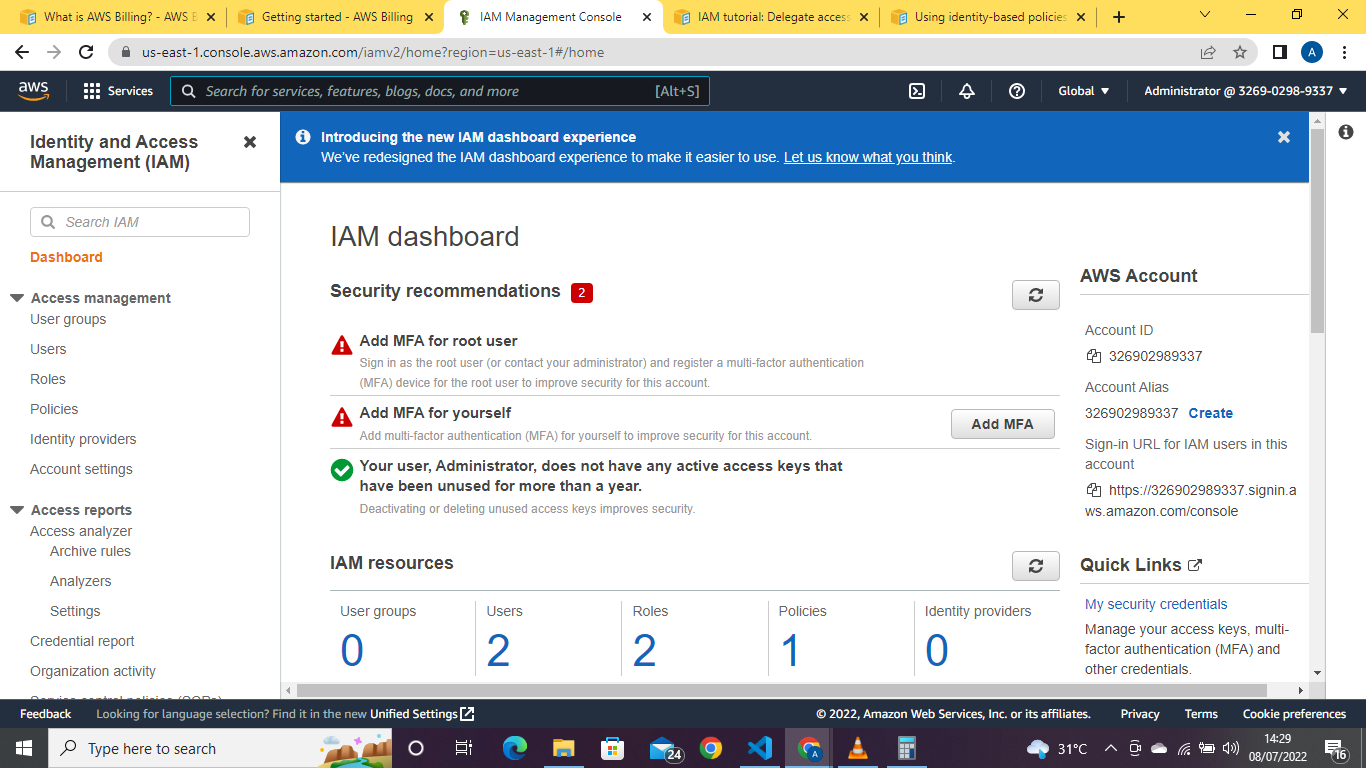 What is AWS Billing? - AWS B
Getting started - AWS Billing
IAM Management Console
IAM tutorial: Delegate access
Using identity-based policies
us-east-1.console.aws.amazon.com/iamv2/home?region=us-east-1#/home
A
aws
Services
Search for services, features, blogs, docs, and more
[Alt+S]
Global
Administrator @ 3269-0298-9337
Identity and Access
Management (IAM)
Search IAM
Dashboard
Access management
User groups
Users
Roles
Policies
Identity providers
Account settings
Access reports
Access analyzer
Archive rules
Analyzers
Settings
Credential report
Organization activity
Service control policies (SCPs)
Introducing the new IAM dashboard experience
We've redesigned the IAM dashboard experience to make it easier to use. Let us know what you think.
IAM dashboard
Security recommendations 2
Add MFA for root user
Sign in as the root user (or contact your administrator) and register a multi-factor authentication
(MFA) device for the root user to improve security for this account.
Add MFA for yourself
Add multi-factor authentication (MFA) for yourself to improve security for this account.
Add MFA
Your user, Administrator, does not have any active access keys that
have been unused for more than a year.
Deactivating or deleting unused access keys improves security.
IAM resources
User groups
0
Users
2
Roles
2
Policies
1
Identity providers
0
AWS Account
Account ID
326902989337
Account Alias
326902989337 Create
Sign-in URL for IAM users in this
account
https://326902989337.signin.a
ws.amazon.com/console
Quick Links
My security credentials
Manage your access keys, multi-
factor authentication (MFA) and
other credentials.
Feedback
Looking for language selection? Find it in the new Unified Settings
© 2022, Amazon Web Services, Inc. or its affiliates.
Privacy
Terms
Cookie preferences
Type here to search
24
A
31°C
14:29
08/07/2022
16